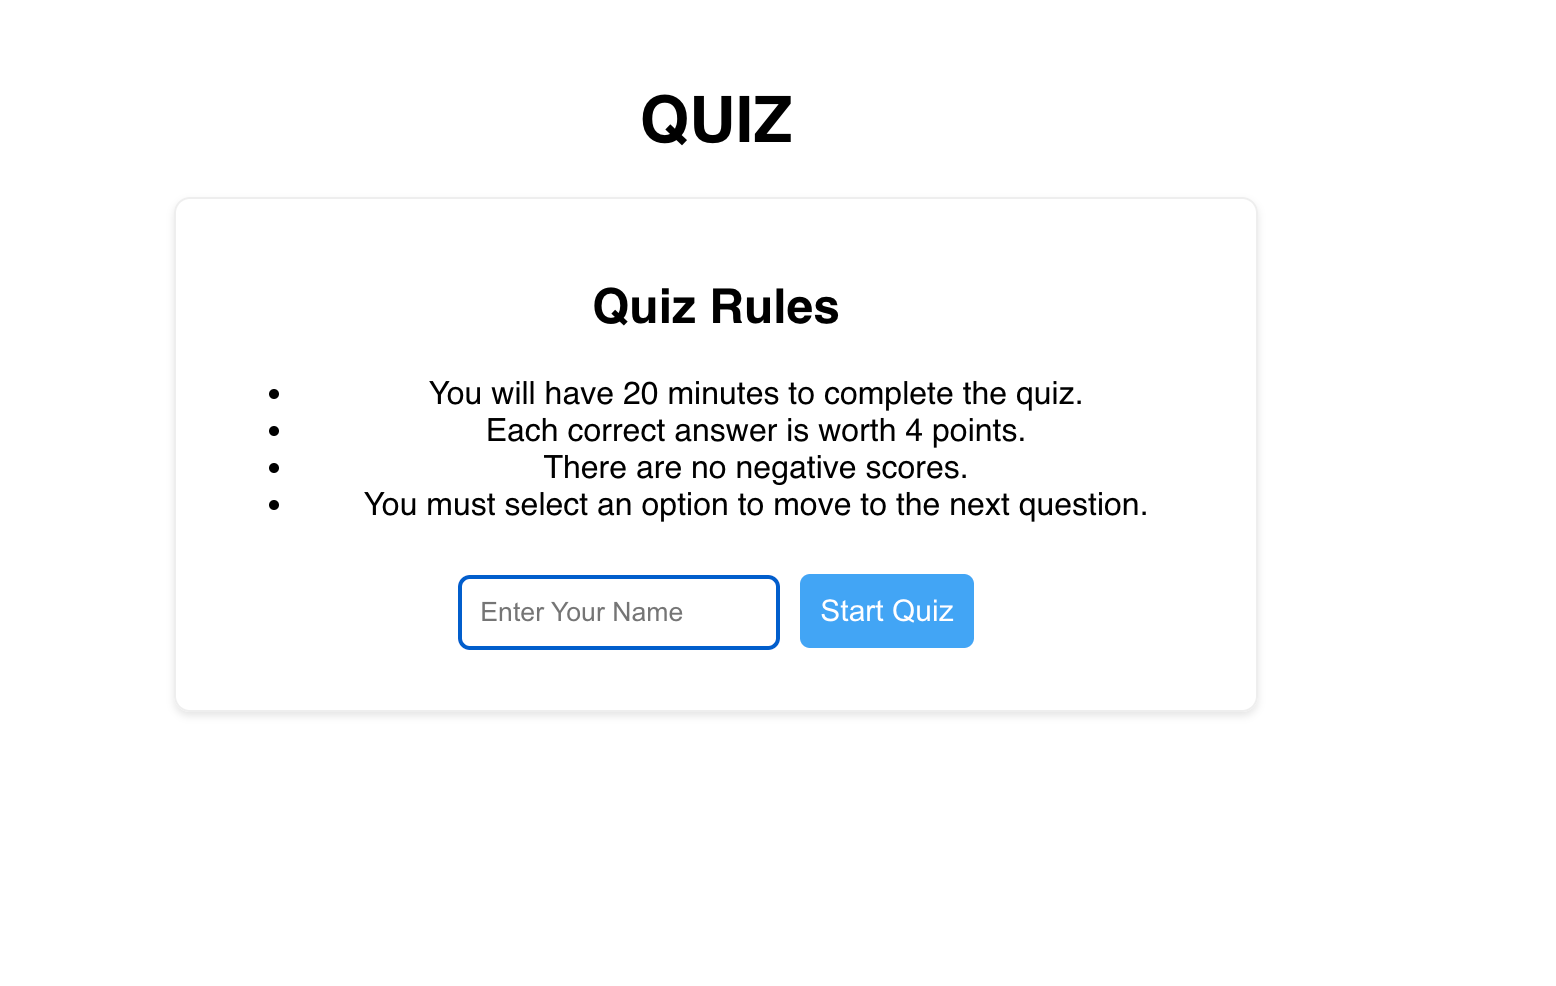 QUIZ
Quiz Rules
You will have 20 minutes to complete the quiz.
Each correct answer is worth 4 points.
There are no negative scores.
You must select an option to move to the next question.
Enter Your Name
Start Quiz